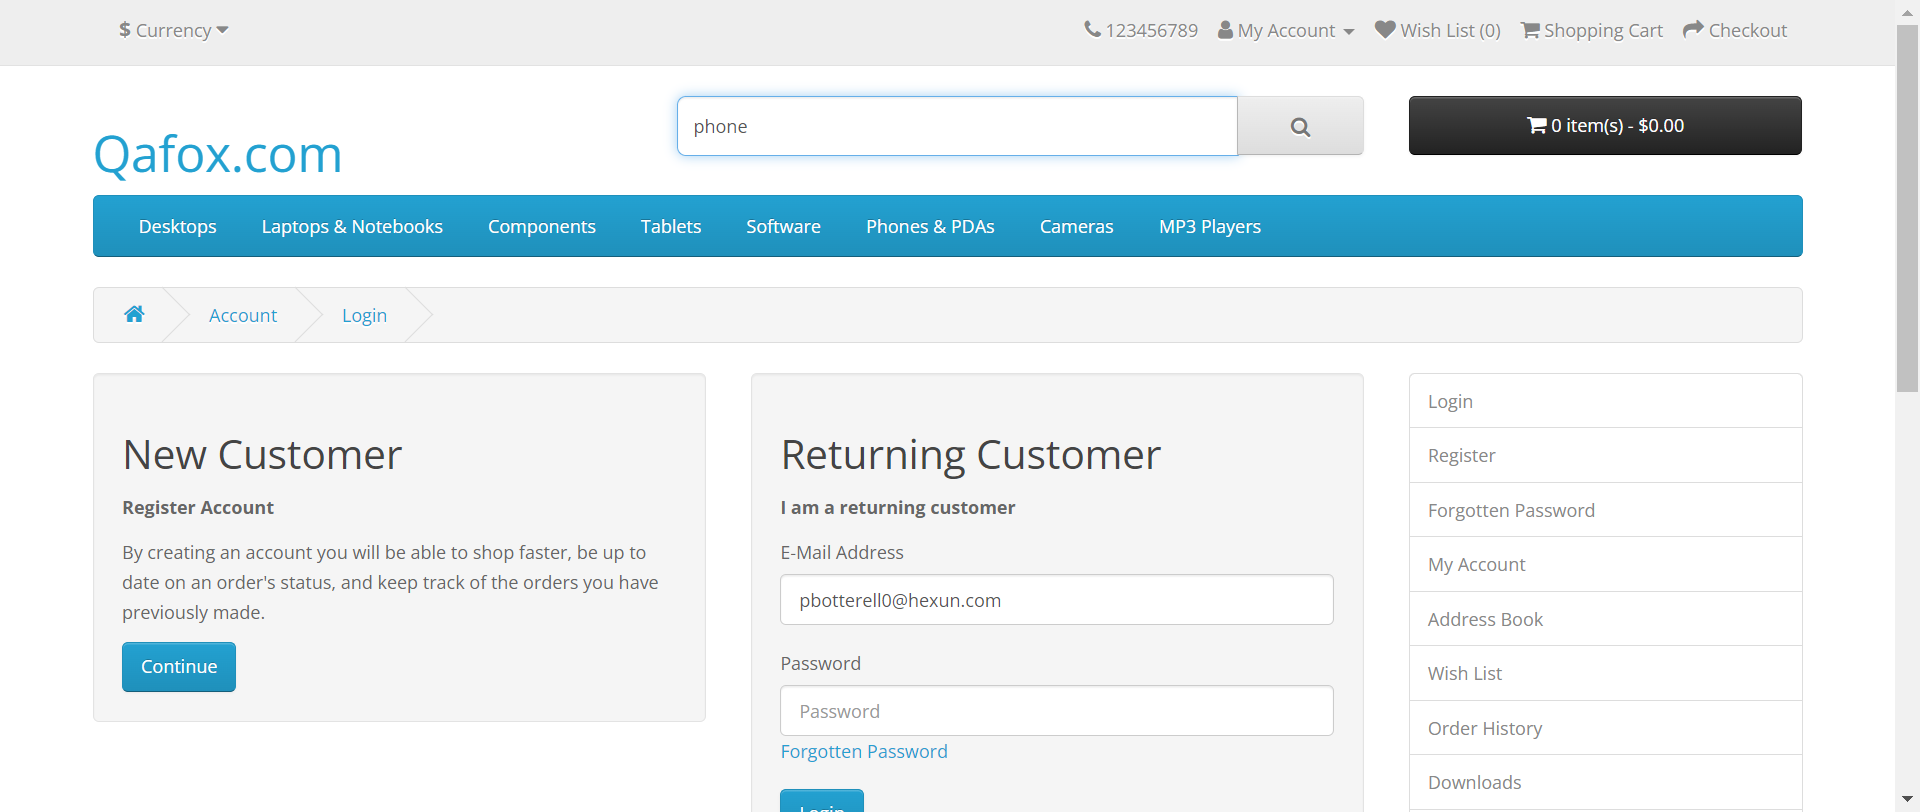 $ Currency
123456789 My Account Wish List (0) Shopping Cart Checkout
phone
0 item(s) - $0.00
Qafox.com
Desktops Laptops & Notebooks Components Tablets Software Phones & PDAs Cameras MP3 Players
Account Login
New Customer
Register Account
By creating an account you will be able to shop faster, be up to
date on an order's status, and keep track of the orders you have
previously made.
Continue
Returning Customer
I am a returning customer
E-Mail Address
pbotterell0@hexun.com
Password
Password
Forgotten Password
Login
Login
Register
Forgotten Password
My Account
Address Book
Wish List
Order History
Downloads